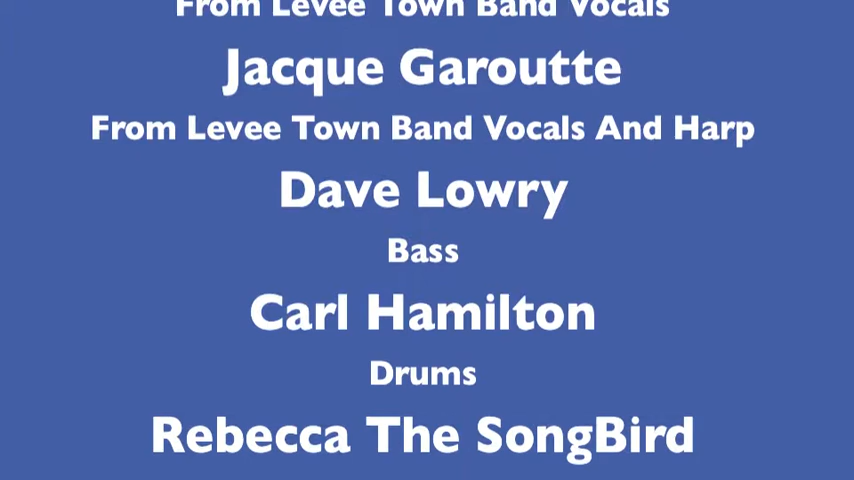 From Levee Town Band Vocals
Jacque Garoutte
From Levee Town Band Vocals And Harp
Dave Lowry
Bass
Carl Hamilton
Drums
Rebecca The SongBird